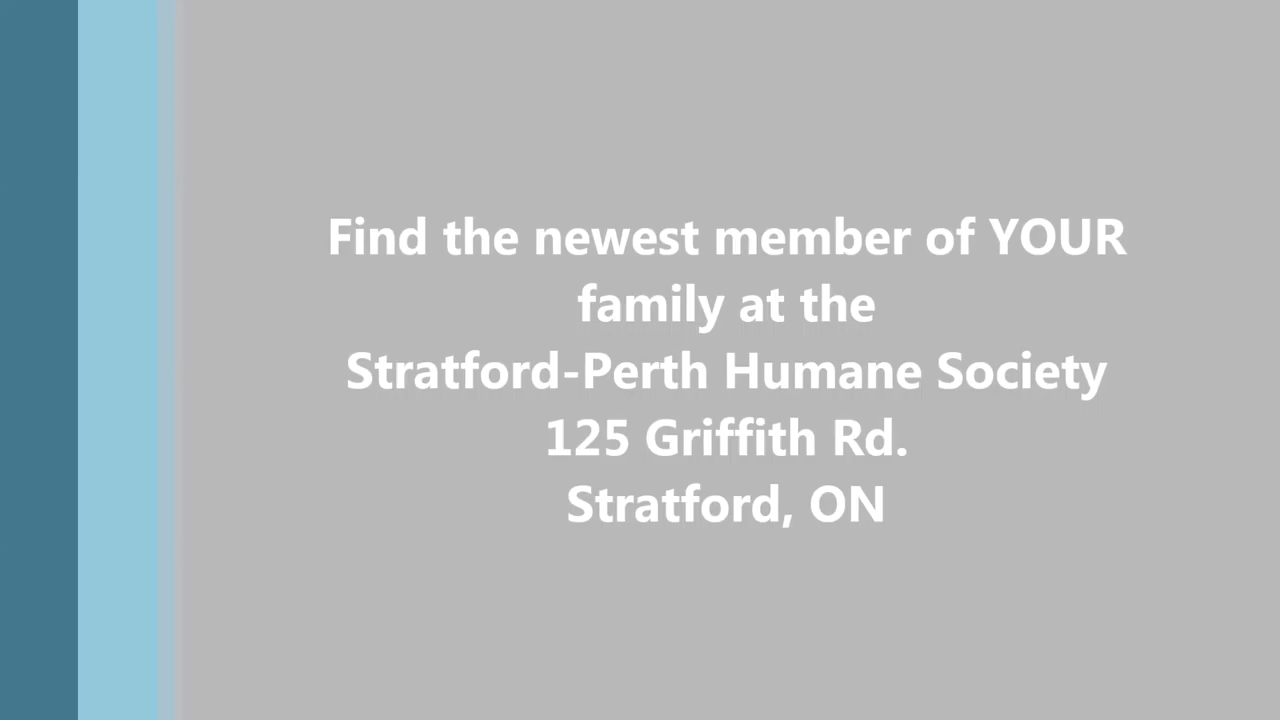 Find the newest member of YOUR
family at the
Stratford-Perth Humane Society
125 Griffith Rd.
Stratford, ON